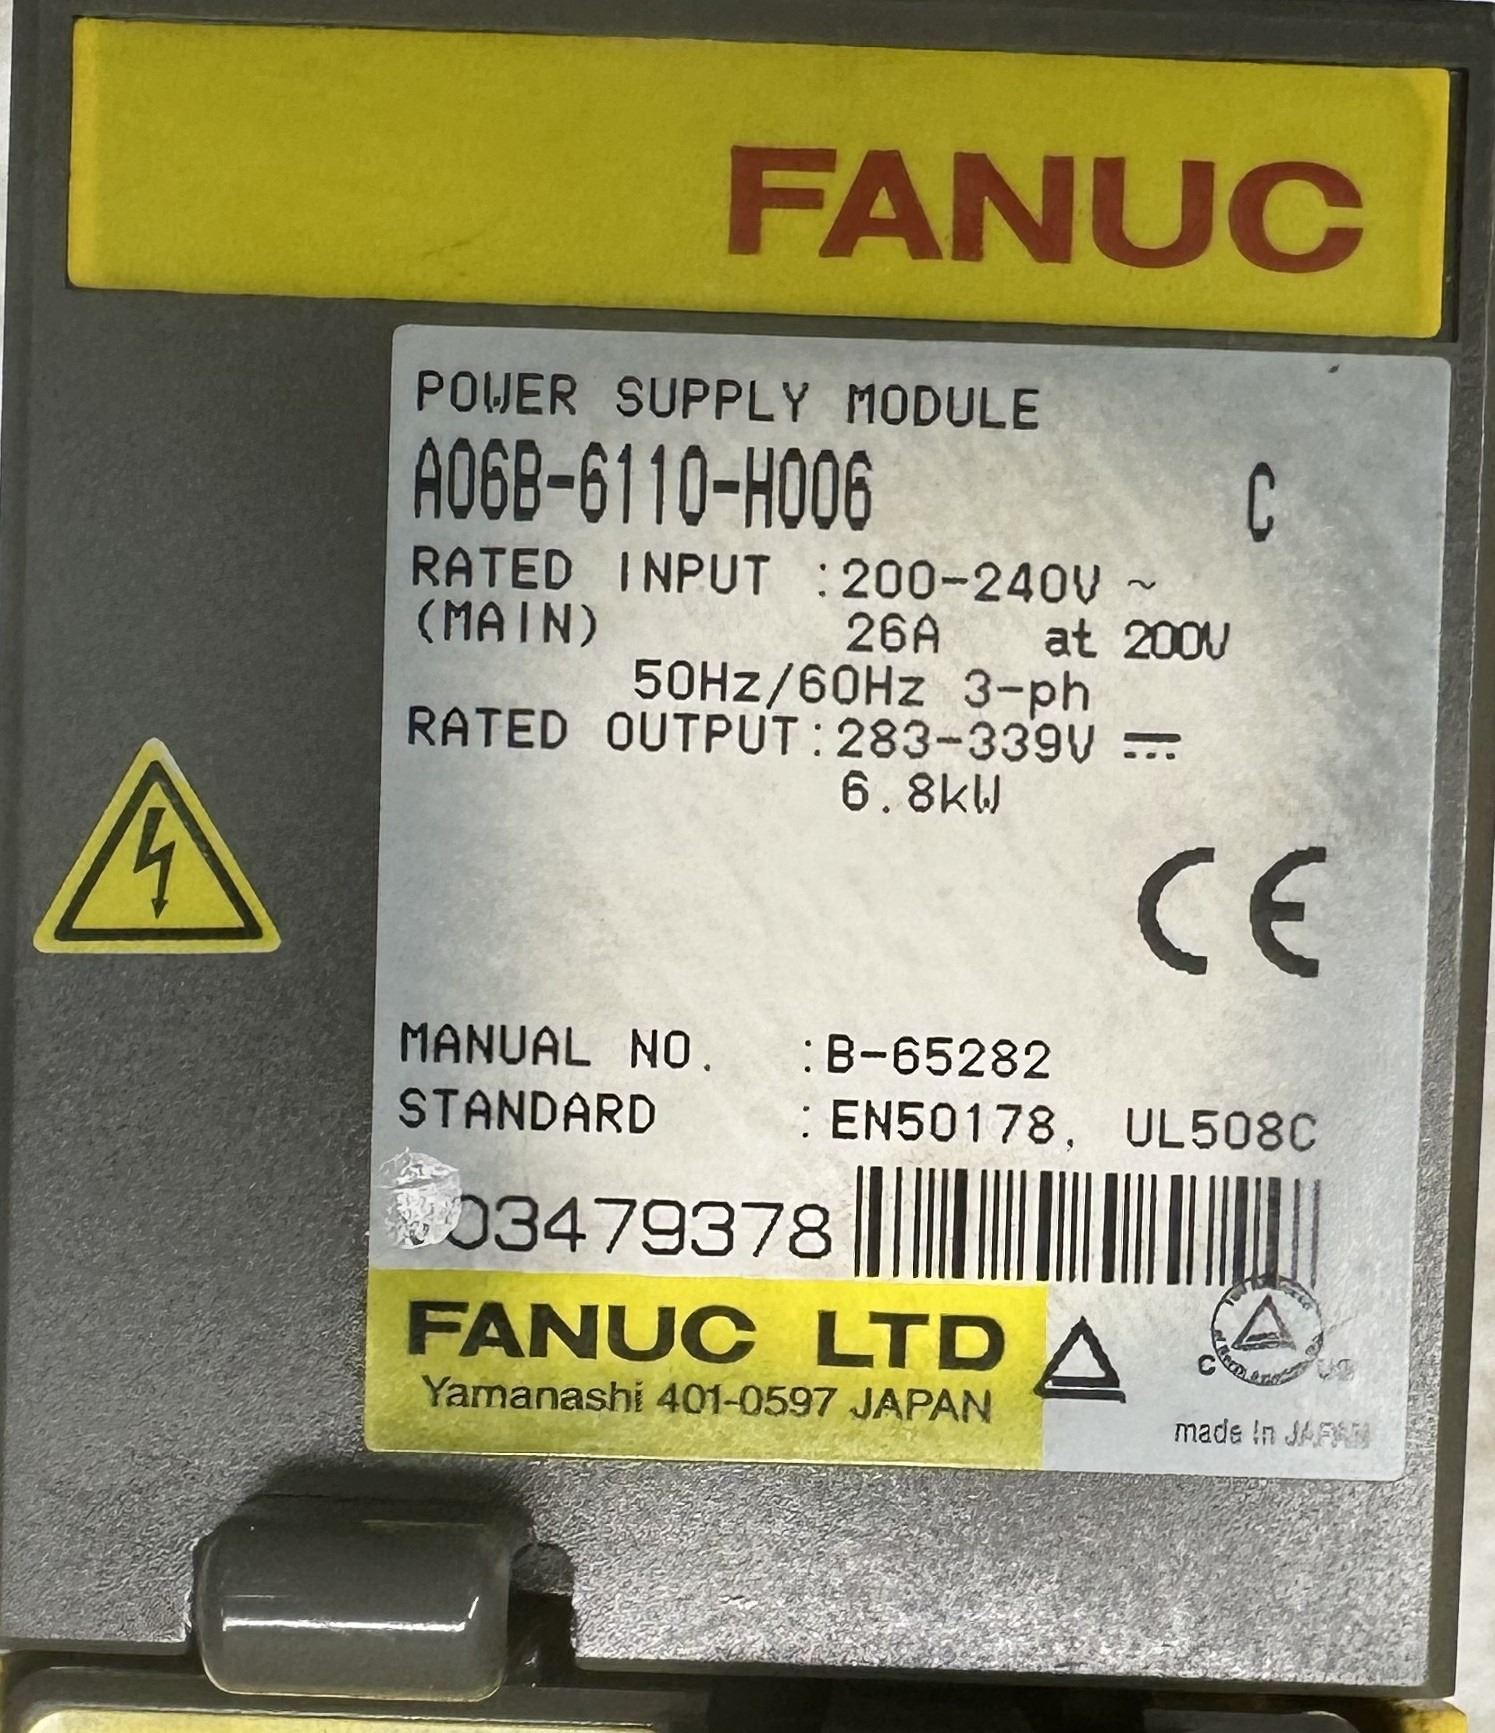 FANUC
POWER SUPPLY MODULE
A06B-6110-H006 C
RATED INPUT :200-240V ~
(MAIN) 26A at 200V
50Hz/60Hz 3-ph
RATED OUTPUT:283-339V ⎓
6.8kW
CE
MANUAL NO. :B-65282
STANDARD :EN50178, UL508C
03479378
FANUC LTD
Yamanashi 401-0597 JAPAN
C US
made in JAPAN